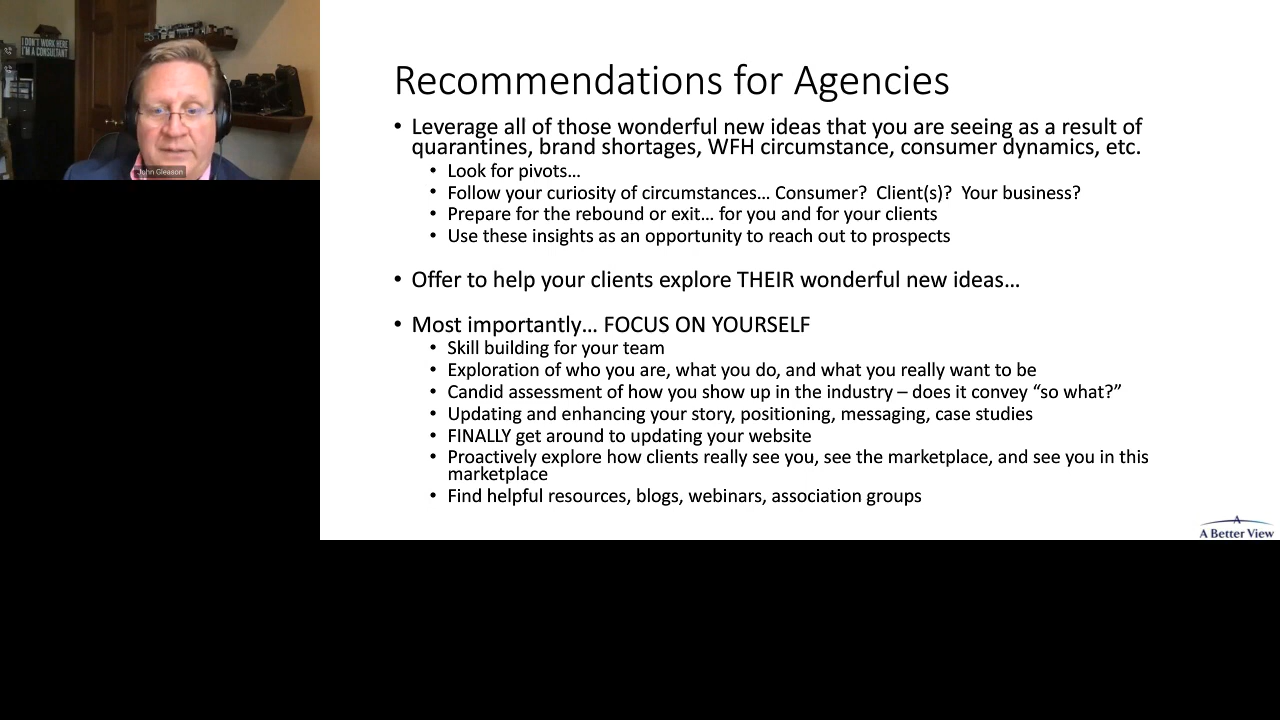 I DON'T WORK HERE
I'M A CONSULTANT
John Gleason
Recommendations for Agencies
• Leverage all of those wonderful new ideas that you are seeing as a result of
quarantines, brand shortages, WFH circumstance, consumer dynamics, etc.
• Look for pivots…
• Follow your curiosity of circumstances… Consumer?  Client(s)?  Your business?
• Prepare for the rebound or exit… for you and for your clients
• Use these insights as an opportunity to reach out to prospects
• Offer to help your clients explore THEIR wonderful new ideas…
• Most importantly… FOCUS ON YOURSELF
• Skill building for your team
• Exploration of who you are, what you do, and what you really want to be
• Candid assessment of how you show up in the industry – does it convey “so what?”
• Updating and enhancing your story, positioning, messaging, case studies
• FINALLY get around to updating your website
• Proactively explore how clients really see you, see the marketplace, and see you in this
marketplace
• Find helpful resources, blogs, webinars, association groups
A
A Better View